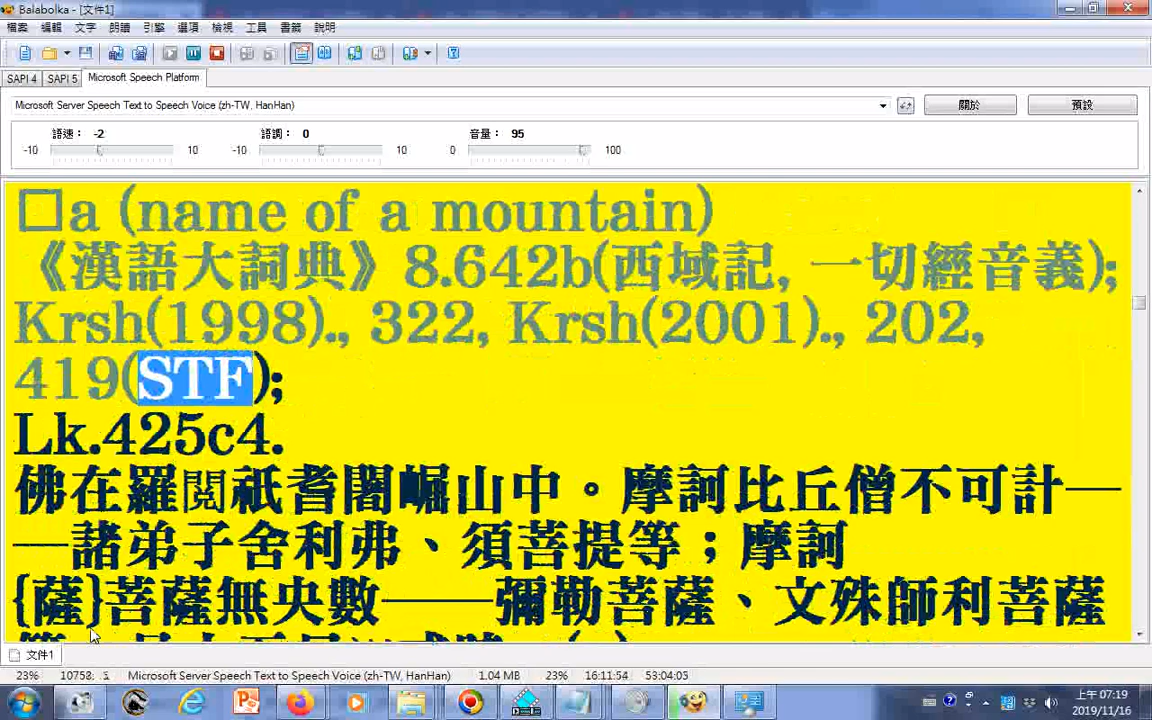 Balabolka - [文件1]
檔案 編輯 文字 朗讀 引擎 選項 檢視 工具 書籤 說明
SAPI 4 SAPI 5 Microsoft Speech Platform
Microsoft Server Speech Text to Speech Voice (zh-TW, HanHan) 關於 預設
語速： -2 語調： 0 音量： 95
-10 10 -10 10 0 100
□a (name of a mountain)
《漢語大詞典》 8.642b(西域記, 一切經音義);
Krsh(1998)., 322, Krsh(2001)., 202,
419(STF);
Lk.425c4.
佛在羅閱祇耆闍崛山中。摩訶比丘僧不可計—
—諸弟子舍利弗、須菩提等；摩訶
{薩}菩薩無央數——彌勒菩薩、文殊師利菩薩
文件1
23% 10758: 1 Microsoft Server Speech Text to Speech Voice (zh-TW, HanHan) 1.04 MB 23% 16:11:54 53:04:05
上午 07:19
2019/11/16